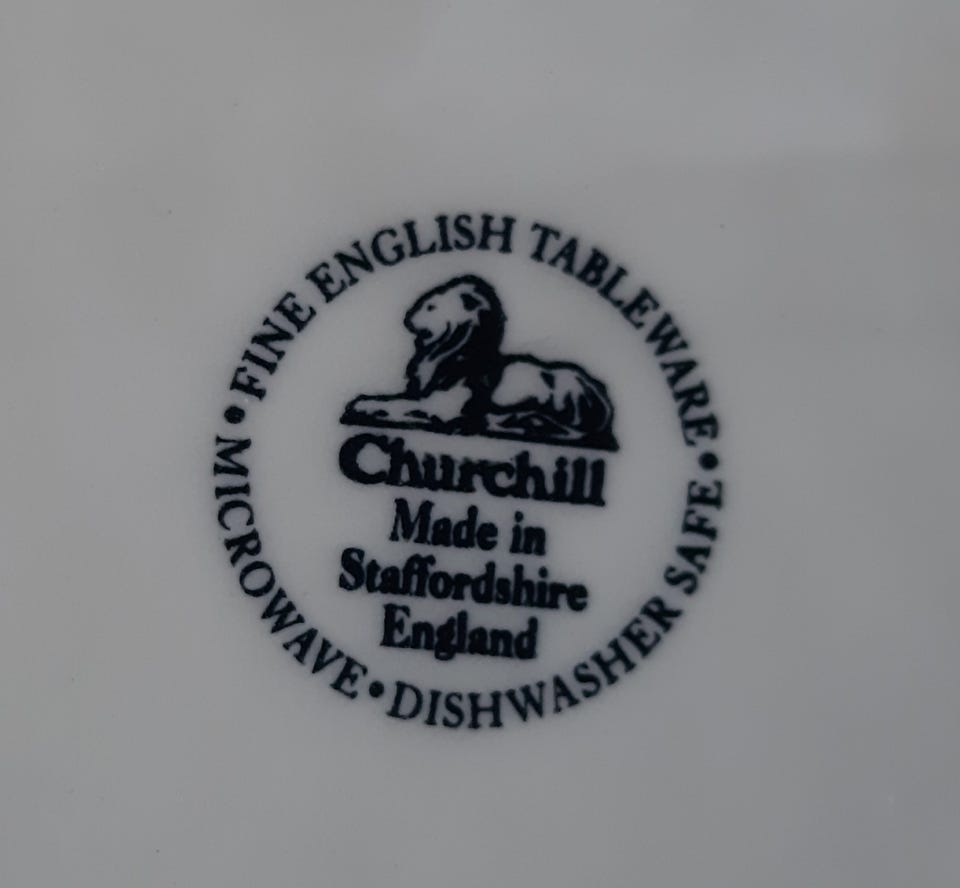 • FINE ENGLISH TABLEWARE •
MICROWAVE • DISHWASHER SAFE
Churchill
Made in
Staffordshire
England